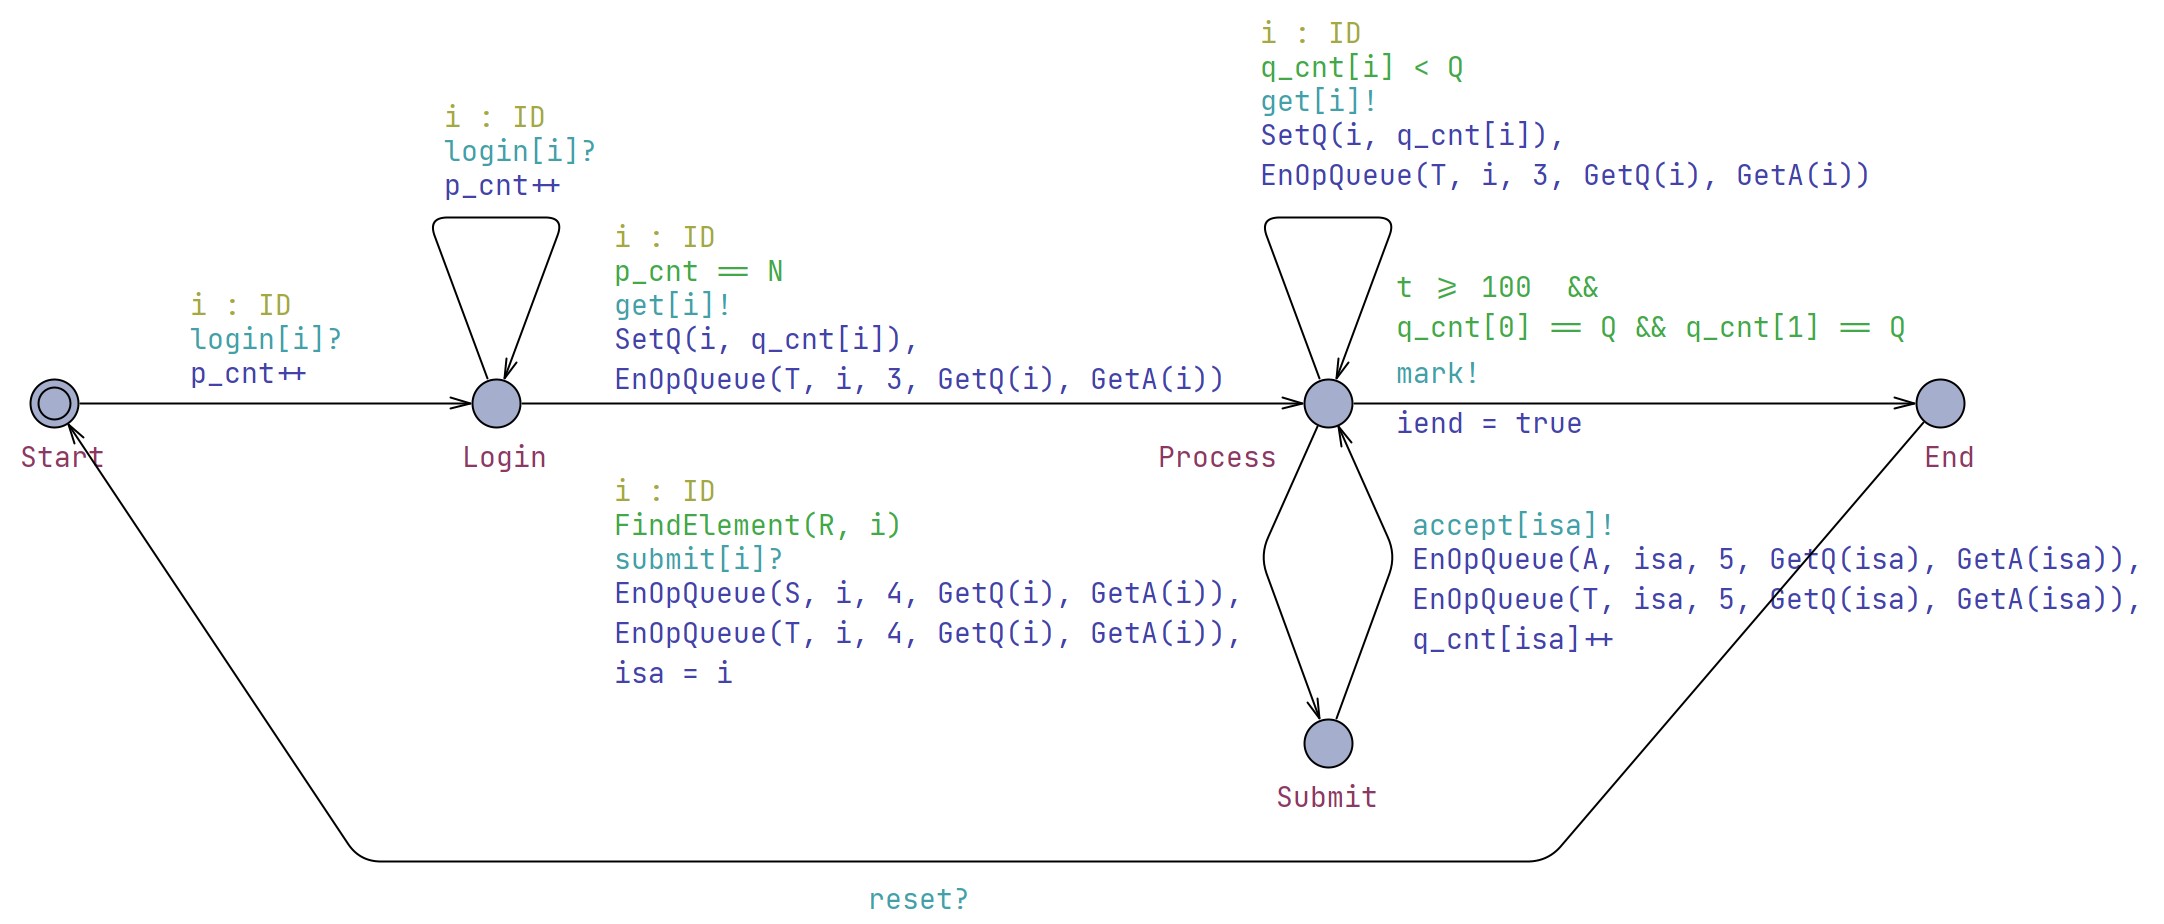 i : ID
q_cnt[i] < Q
get[i]!
SetQ(i, q_cnt[i]),
EnOpQueue(T, i, 3, GetQ(i), GetA(i))
i : ID
login[i]?
p_cnt++
i : ID
p_cnt == N
get[i]!
SetQ(i, q_cnt[i]),
EnOpQueue(T, i, 3, GetQ(i), GetA(i))
i : ID
login[i]?
p_cnt++
t >= 100 &&
q_cnt[0] == Q && q_cnt[1] == Q
mark!
iend = true
Start
Login
Process
End
i : ID
FindElement(R, i)
submit[i]?
EnOpQueue(S, i, 4, GetQ(i), GetA(i)),
EnOpQueue(T, i, 4, GetQ(i), GetA(i)),
isa = i
accept[isa]!
EnOpQueue(A, isa, 5, GetQ(isa), GetA(isa)),
EnOpQueue(T, isa, 5, GetQ(isa), GetA(isa)),
q_cnt[isa]++
Submit
reset?